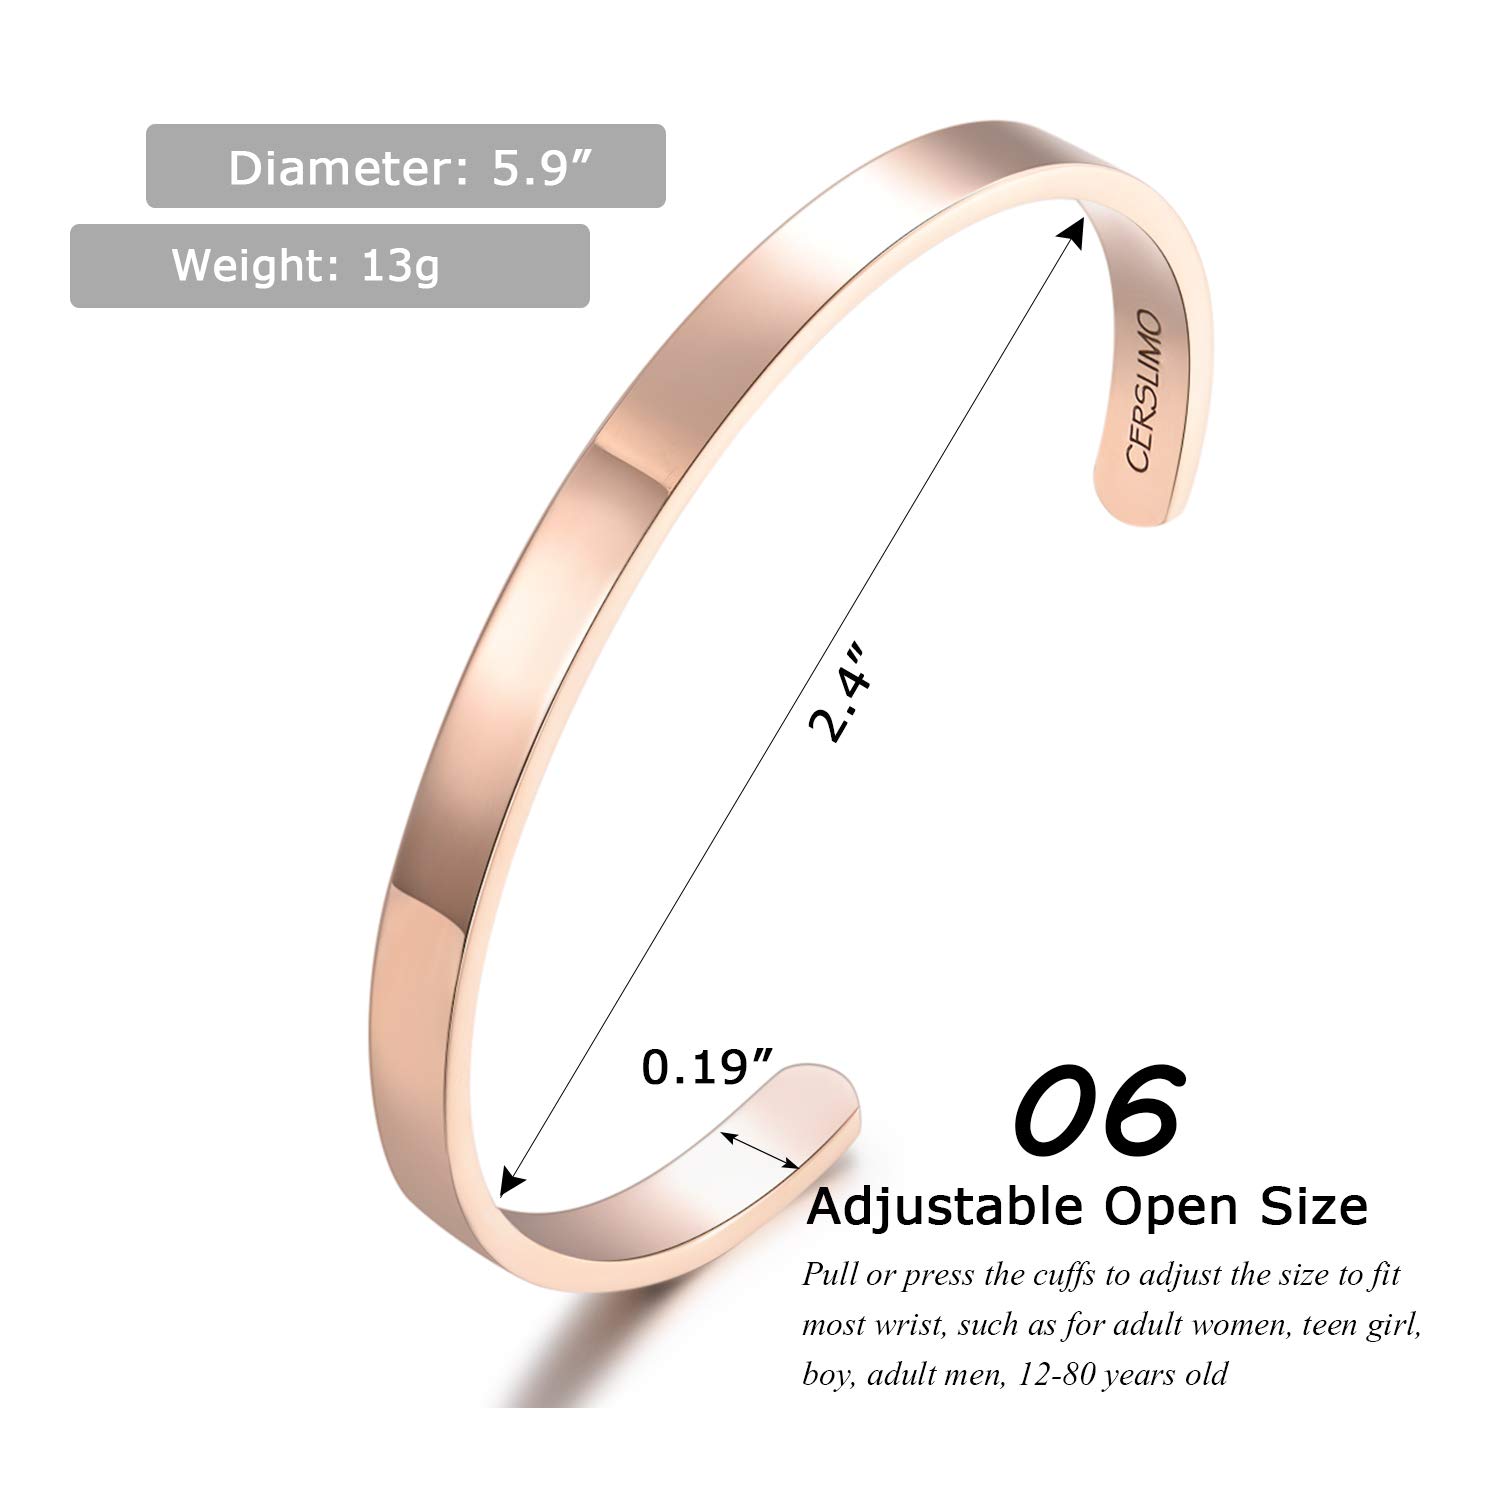 Diameter: 5.9″
Weight: 13g
CERSLIMO
2.4″
0.19″
06
Adjustable Open Size
Pull or press the cuffs to adjust the size to fit
most wrist, such as for adult women, teen girl,
boy, adult men, 12-80 years old